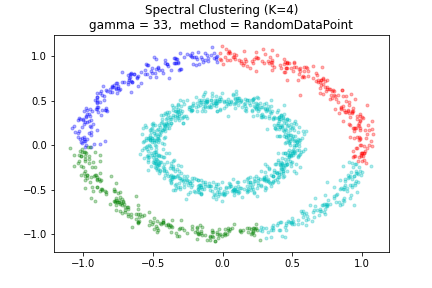 Spectral Clustering (K=4)
gamma = 33,  method = RandomDataPoint
1.0
0.5
0.0
−0.5
−1.0
−1.0 −0.5 0.0 0.5 1.0